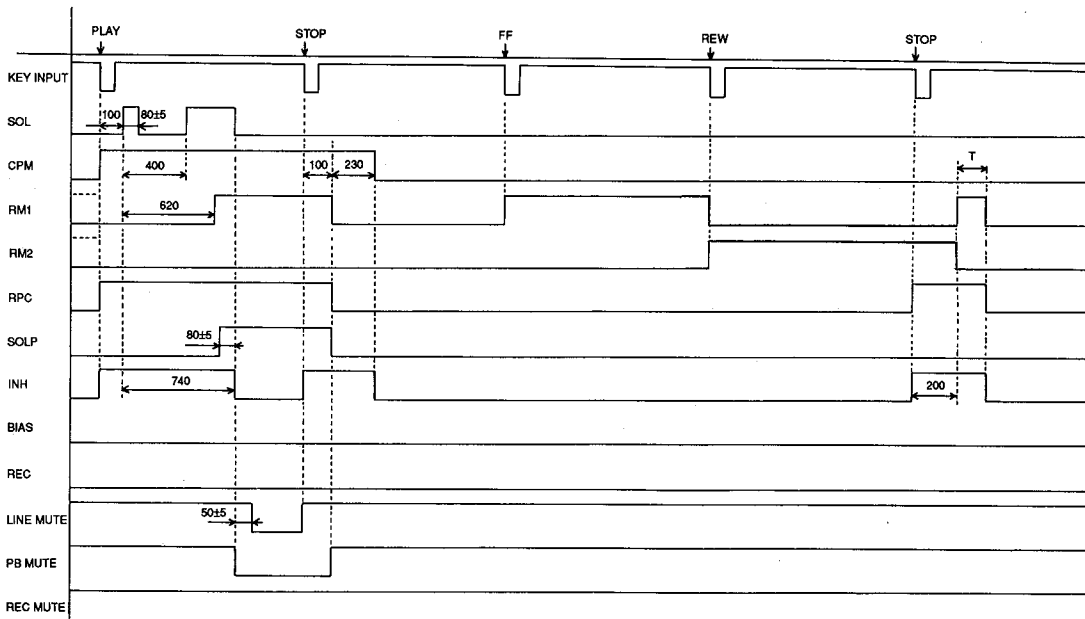 PLAY STOP FF REW STOP
KEY INPUT
100 80±5
SOL
CPM 400 100 230 T
RM1 620
RM2
RPC
80±5
SOLP
INH 740 200
BIAS
REC
LINE MUTE 50±5
PB MUTE
REC MUTE